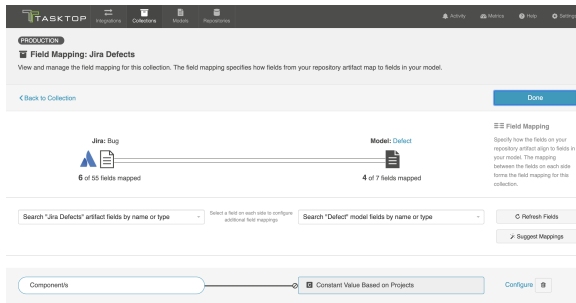 TASKTOP
Integrations
Collections
Models
Repositories
Activity
Metrics
Help
Settings
PRODUCTION
Field Mapping: Jira Defects
View and manage the field mapping for this collection. The field mapping specifies how fields from your repository artifact map to fields in your model.
Back to Collection
Done
Jira: Bug
Model: Defect
6 of 55 fields mapped
4 of 7 fields mapped
Field Mapping
Specify how the fields on your
repository artifact align to fields in
your model. The mapping
between the fields on each side
forms the field mapping for this
collection.
Search "Jira Defects" artifact fields by name or type
Select a field on each side to configure
additional field mappings
Search "Defect" model fields by name or type
Refresh Fields
Suggest Mappings
Component/s
C Constant Value Based on Projects
Configure